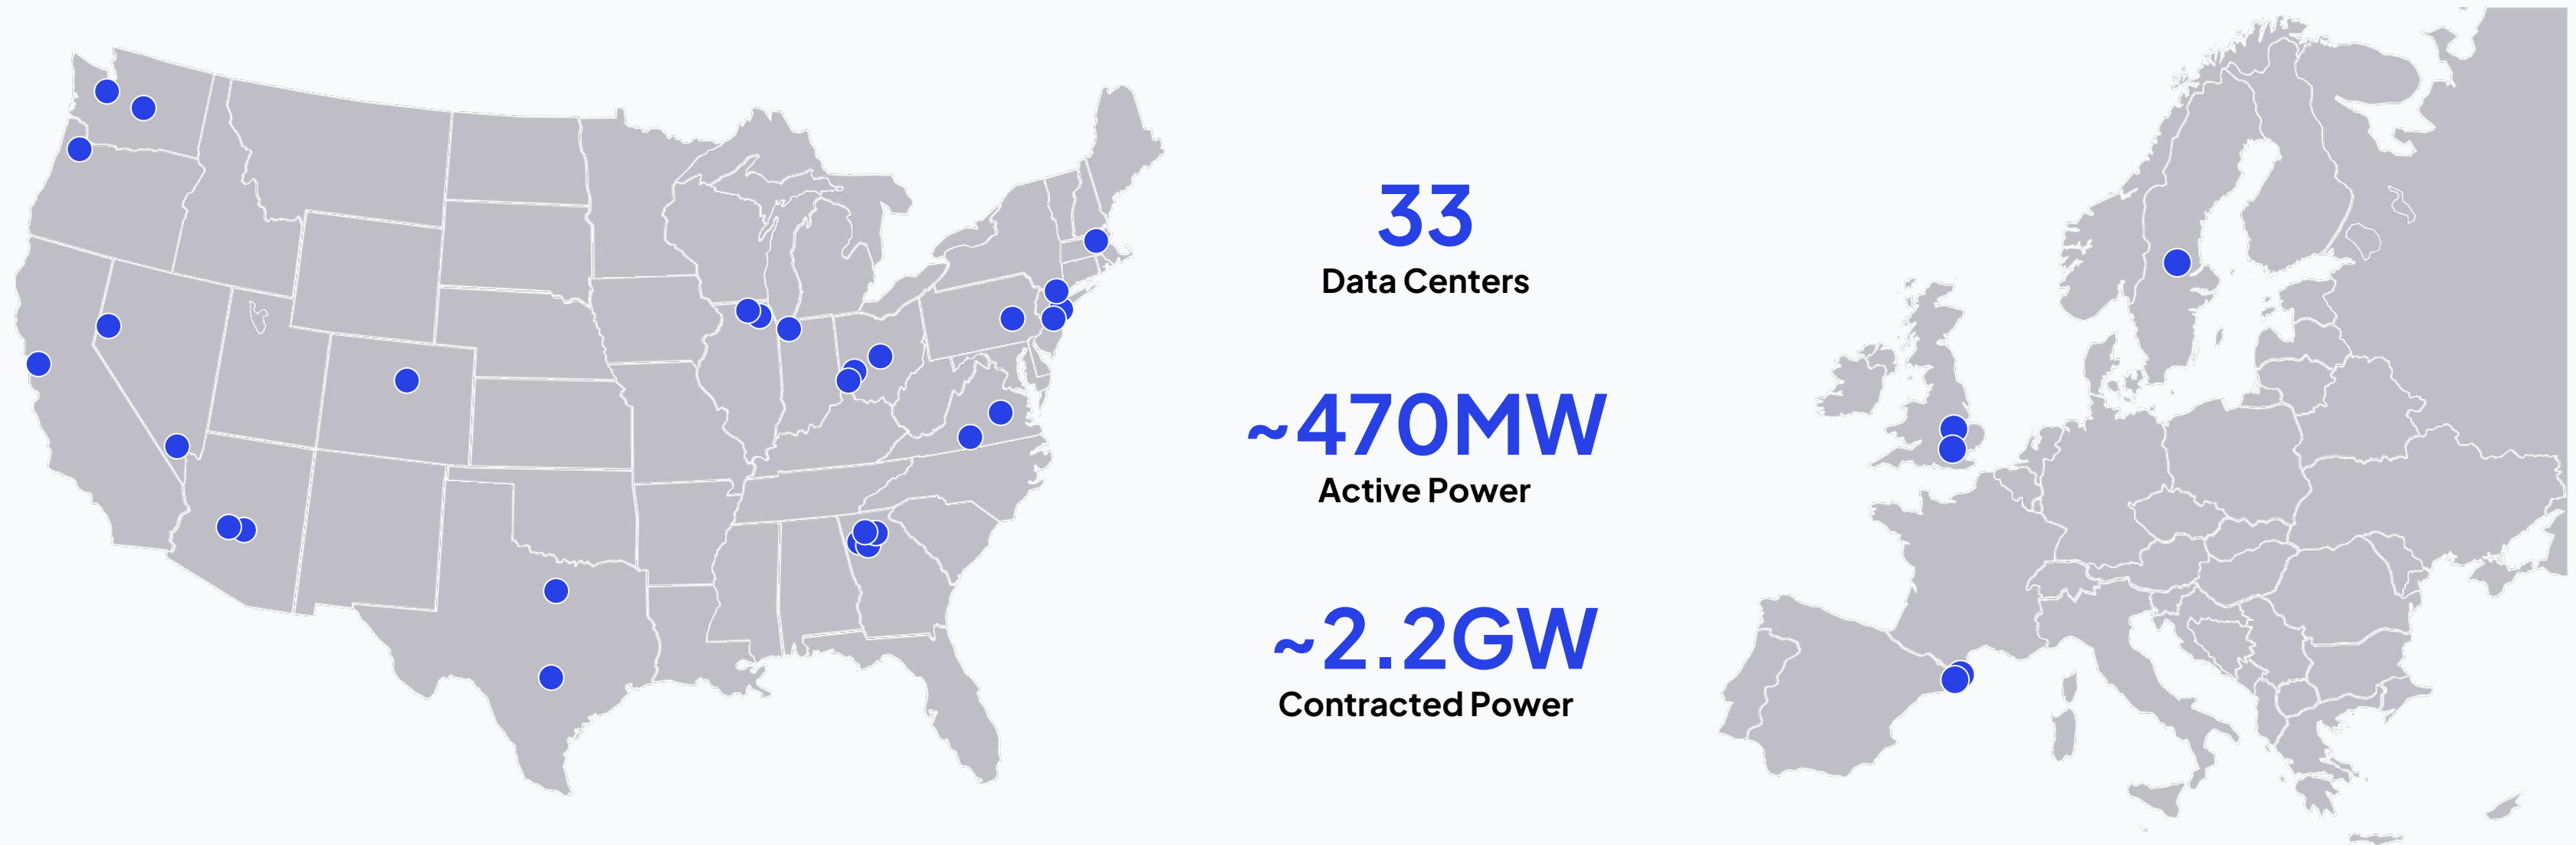 33
Data Centers
~470MW
Active Power
~2.2GW
Contracted Power